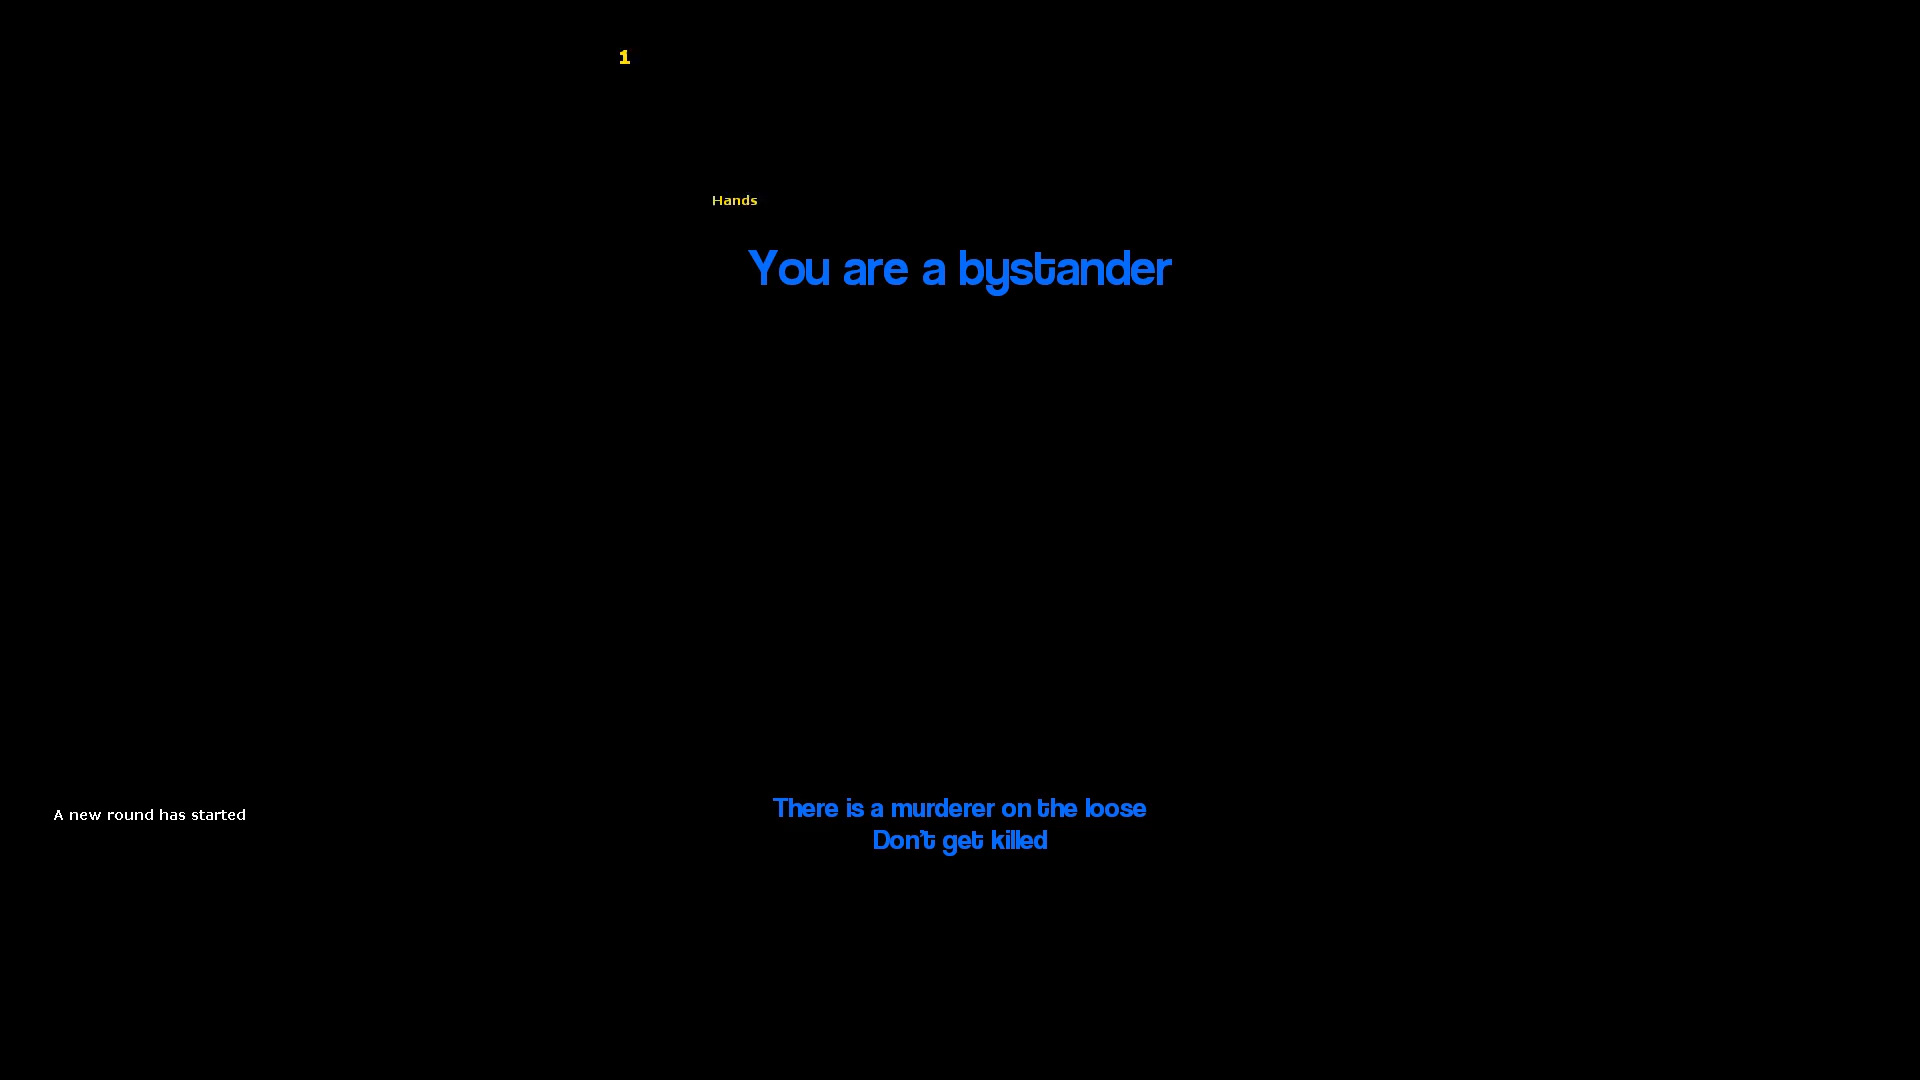 1
Hands
You are a bystander
A new round has started
There is a murderer on the loose
Don't get killed